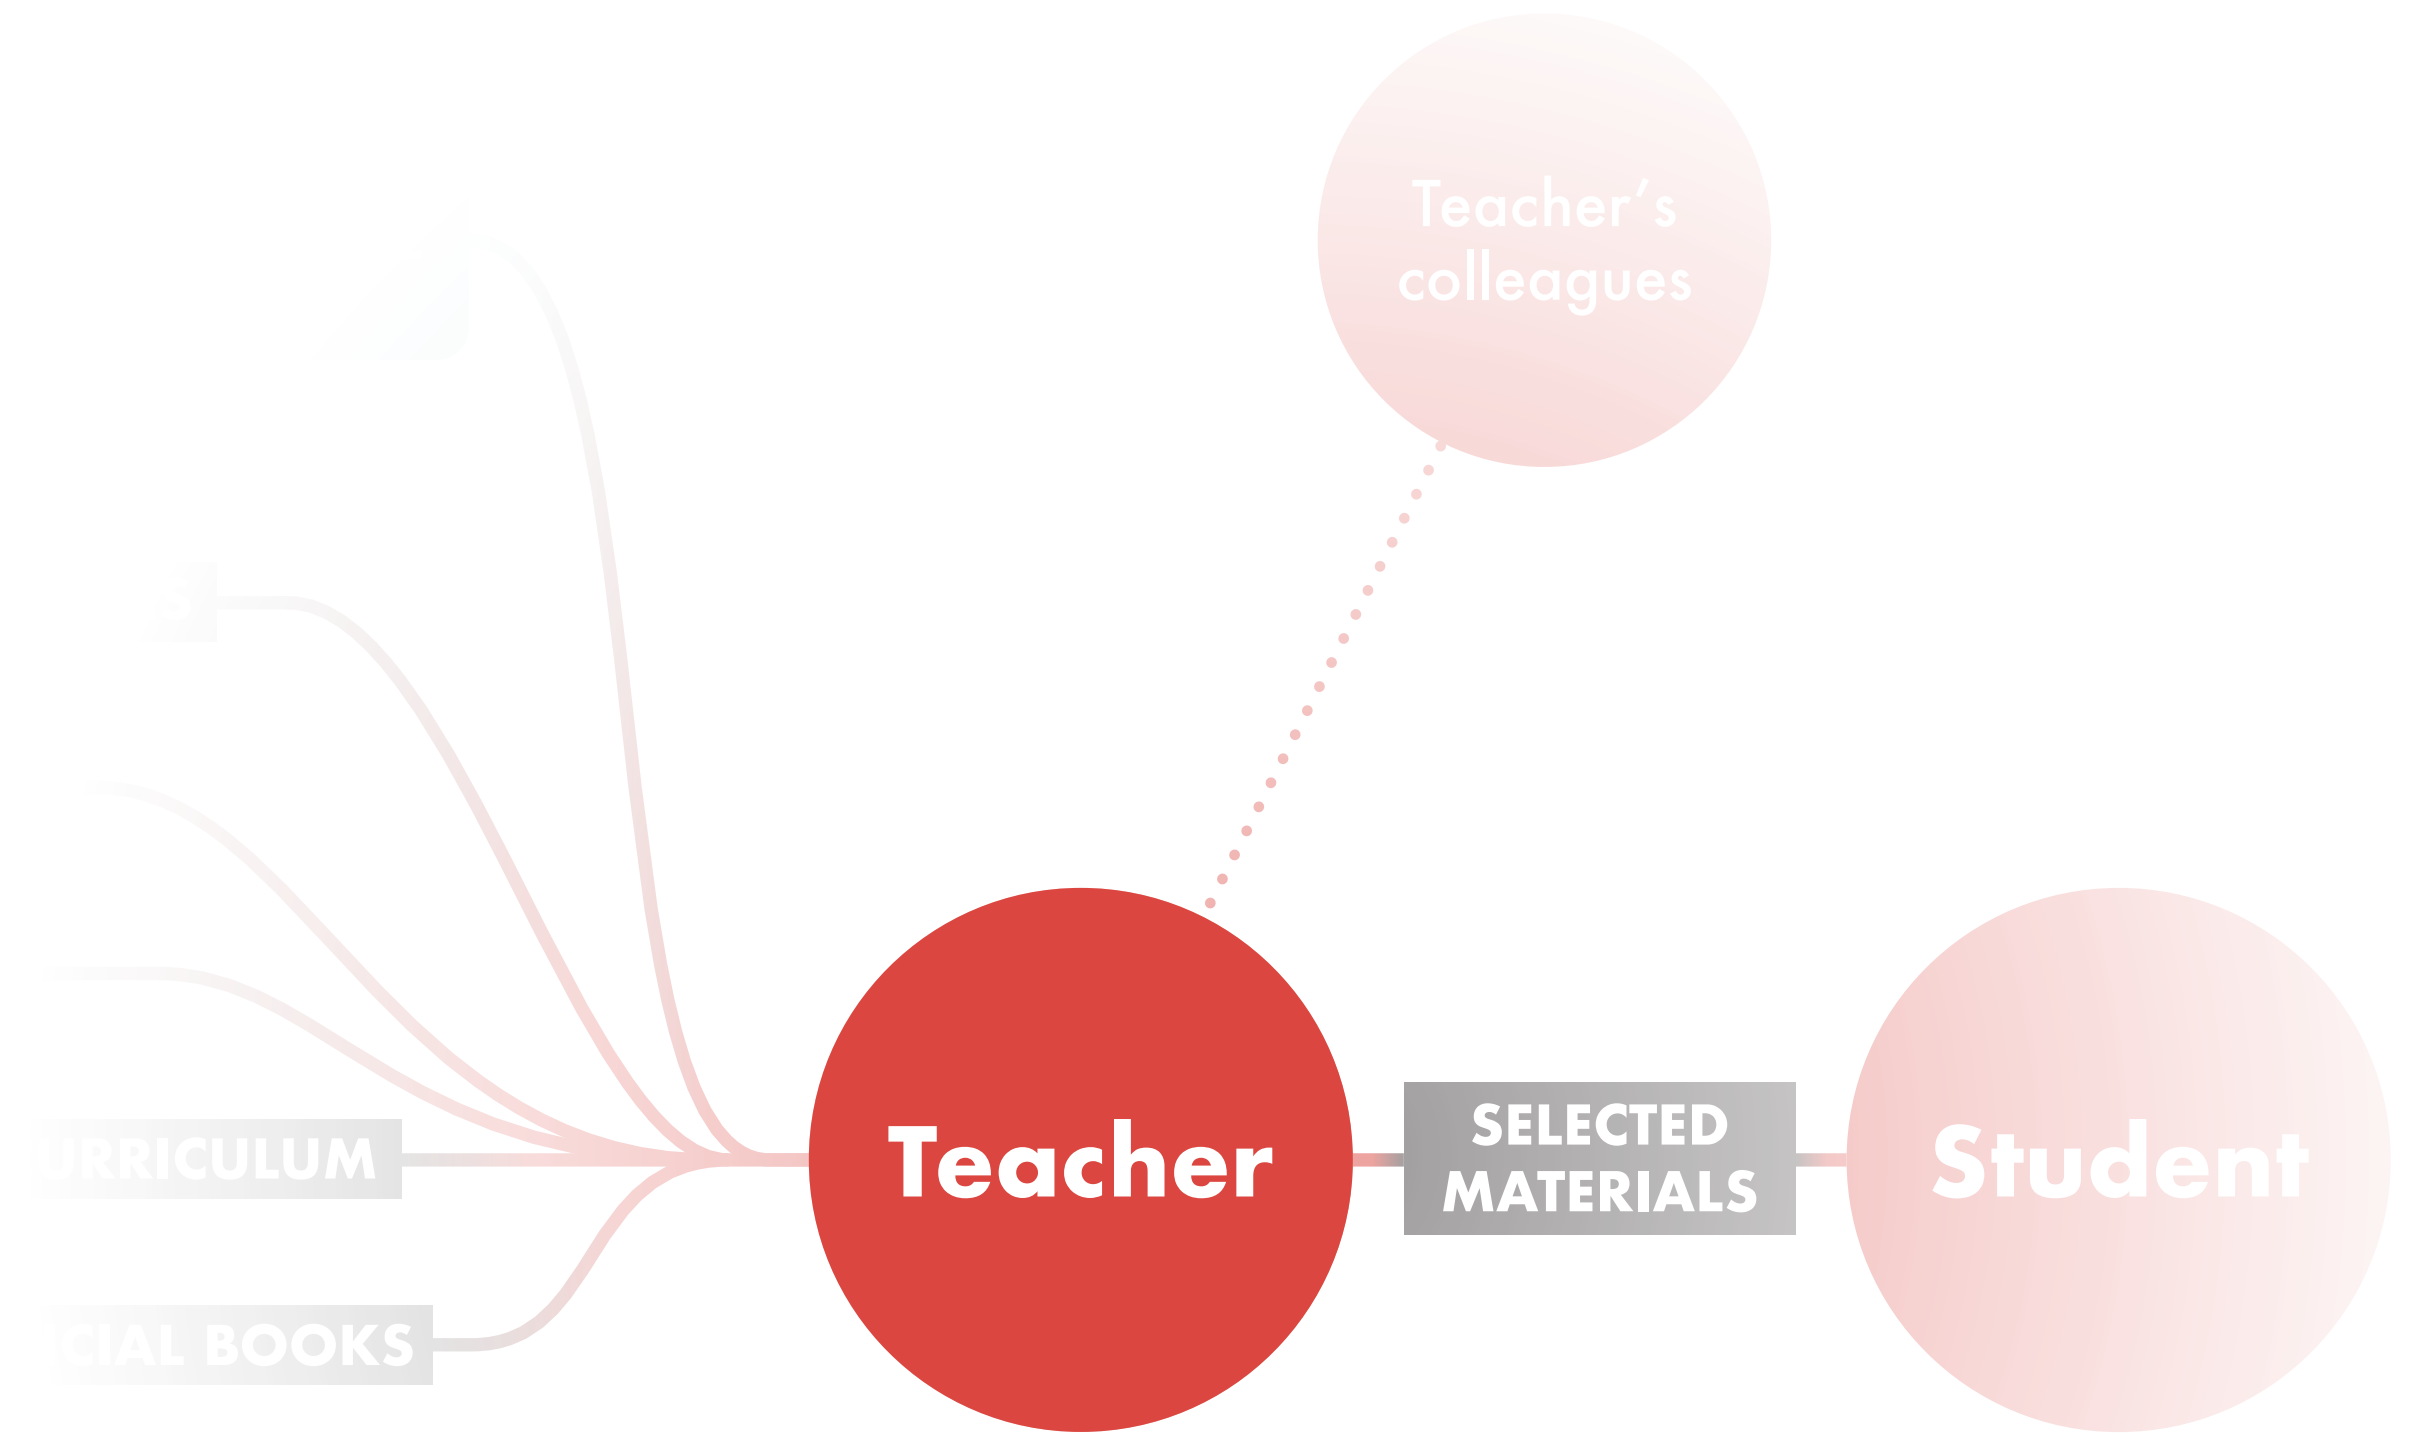 Teacher’s
colleagues
S
URRICULUM
Teacher
SELECTED
MATERIALS
Student
CIAL BOOKS